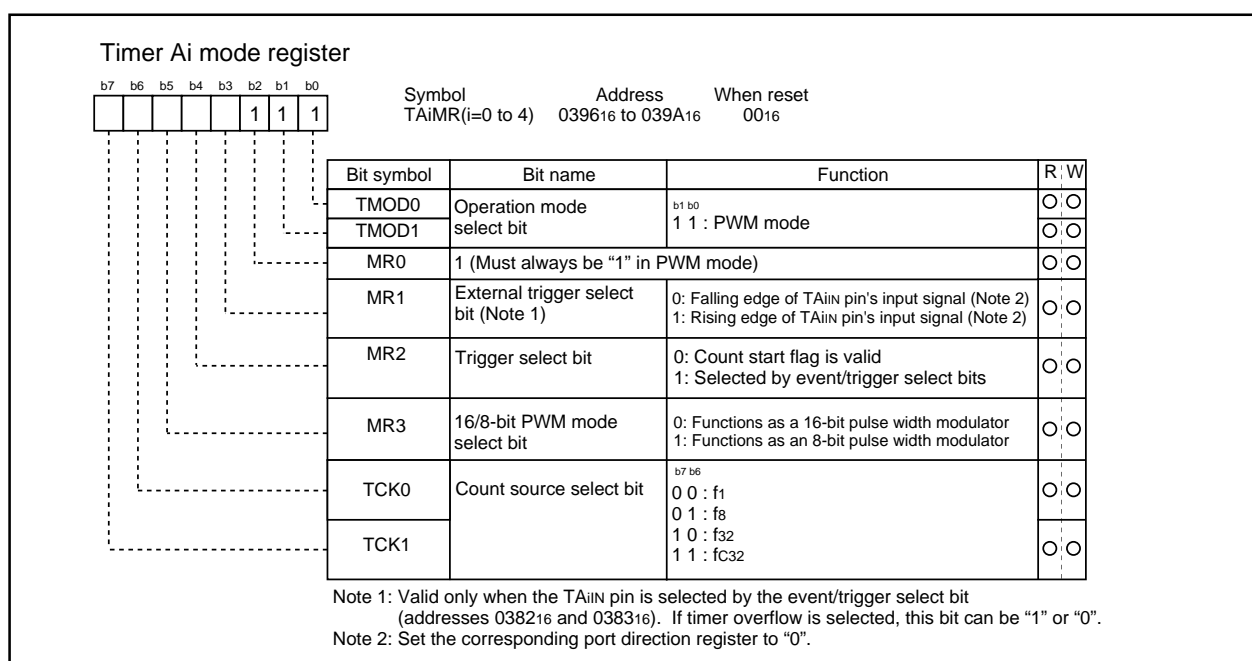 Timer Ai mode register
b7 b6 b5 b4 b3 b2 b1 b0
1 1 1
Symbol Address When reset
TAiMR(i=0 to 4) 039616 to 039A16 0016
Bit symbol Bit name Function R W
TMOD0 Operation mode select bit b1 b0
TMOD1 1 1 : PWM mode
MR0 1 (Must always be “1” in PWM mode)
MR1 External trigger select bit (Note 1) 0: Falling edge of TAiIN pin's input signal (Note 2)
1: Rising edge of TAiIN pin's input signal (Note 2)
MR2 Trigger select bit 0: Count start flag is valid
1: Selected by event/trigger select bits
MR3 16/8-bit PWM mode select bit 0: Functions as a 16-bit pulse width modulator
1: Functions as an 8-bit pulse width modulator
b7 b6
TCK0 Count source select bit 0 0 : f1
0 1 : f8
TCK1 1 0 : f32
1 1 : fC32
Note 1: Valid only when the TAiIN pin is selected by the event/trigger select bit
(addresses 038216 and 038316). If timer overflow is selected, this bit can be “1” or “0”.
Note 2: Set the corresponding port direction register to “0”.